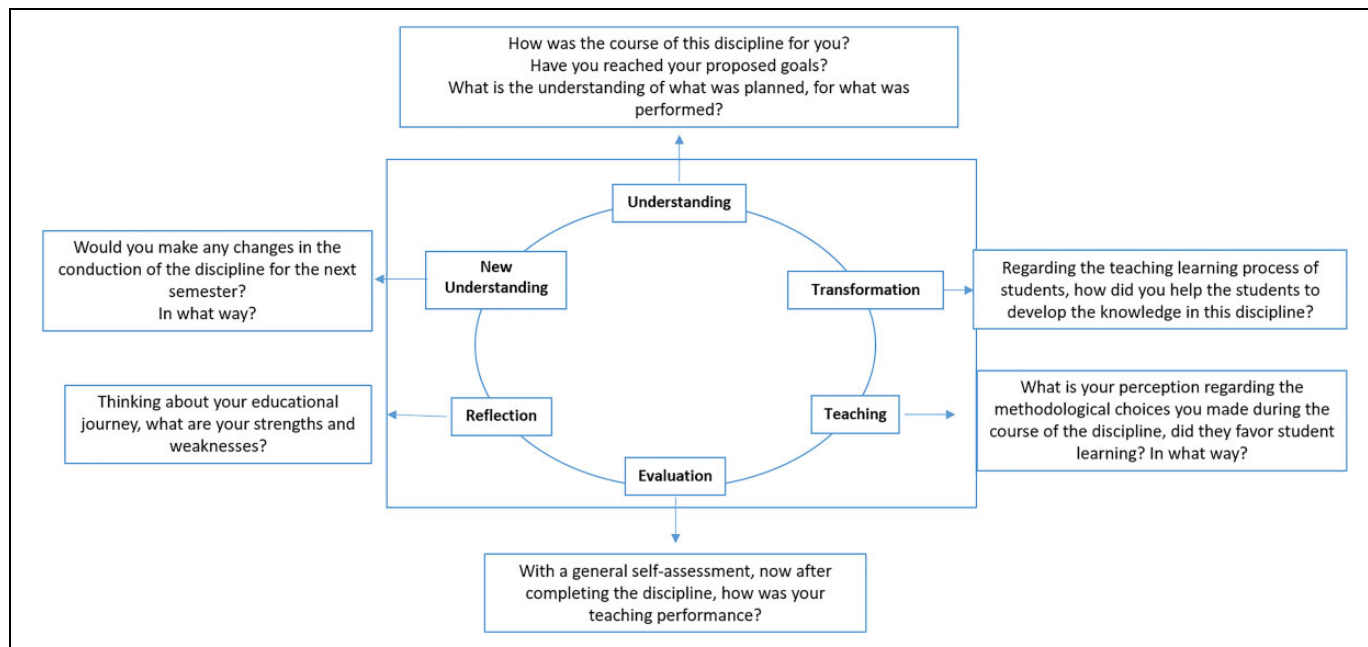 How was the course of this discipline for you?
Have you reached your proposed goals?
What is the understanding of what was planned, for what was
performed?
Understanding
Would you make any changes in the
conduction of the discipline for the next
semester?
In what way?
New
Understanding
Transformation
Regarding the teaching learning process of
students, how did you help the students to
develop the knowledge in this discipline?
Thinking about your educational
journey, what are your strengths and
weaknesses?
Reflection
Teaching
What is your perception regarding the
methodological choices you made during the
course of the discipline, did they favor student
learning? In what way?
Evaluation
With a general self-assessment, now after
completing the discipline, how was your
teaching performance?